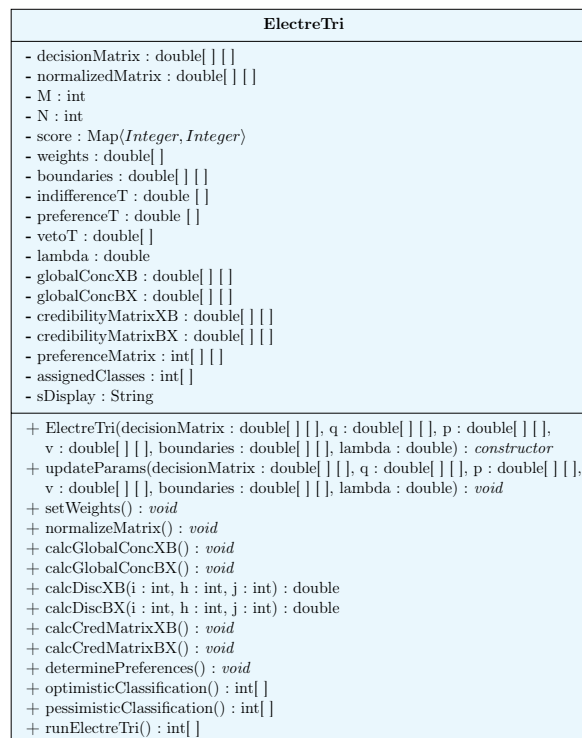 ElectreTri
- decisionMatrix : double[ ] [ ]
- normalizedMatrix : double[ ] [ ]
- M : int
- N : int
- score : Map⟨Integer, Integer⟩
- weights : double[ ]
- boundaries : double[ ] [ ]
- indifferenceT : double [ ]
- preferenceT : double [ ]
- vetoT : double[ ]
- lambda : double
- globalConcXB : double[ ] [ ]
- globalConcBX : double[ ] [ ]
- credibilityMatrixXB : double[ ] [ ]
- credibilityMatrixBX : double[ ] [ ]
- preferenceMatrix : int[ ] [ ]
- assignedClasses : int[ ]
- sDisplay : String
+ ElectreTri(decisionMatrix : double[ ] [ ], q : double[ ] [ ], p : double[ ] [ ],
v : double[ ] [ ], boundaries : double[ ] [ ], lambda : double) : constructor
+ updateParams(decisionMatrix : double[ ] [ ], q : double[ ] [ ], p : double[ ] [ ],
v : double[ ] [ ], boundaries : double[ ] [ ], lambda : double) : void
+ setWeights() : void
+ normalizeMatrix() : void
+ calcGlobalConcXB() : void
+ calcGlobalConcBX() : void
+ calcDiscXB(i : int, h : int, j : int) : double
+ calcDiscBX(i : int, h : int, j : int) : double
+ calcCredMatrixXB() : void
+ calcCredMatrixBX() : void
+ determinePreferences() : void
+ optimisticClassification() : int[ ]
+ pessimisticClassification() : int[ ]
+ runElectreTri() : int[ ]